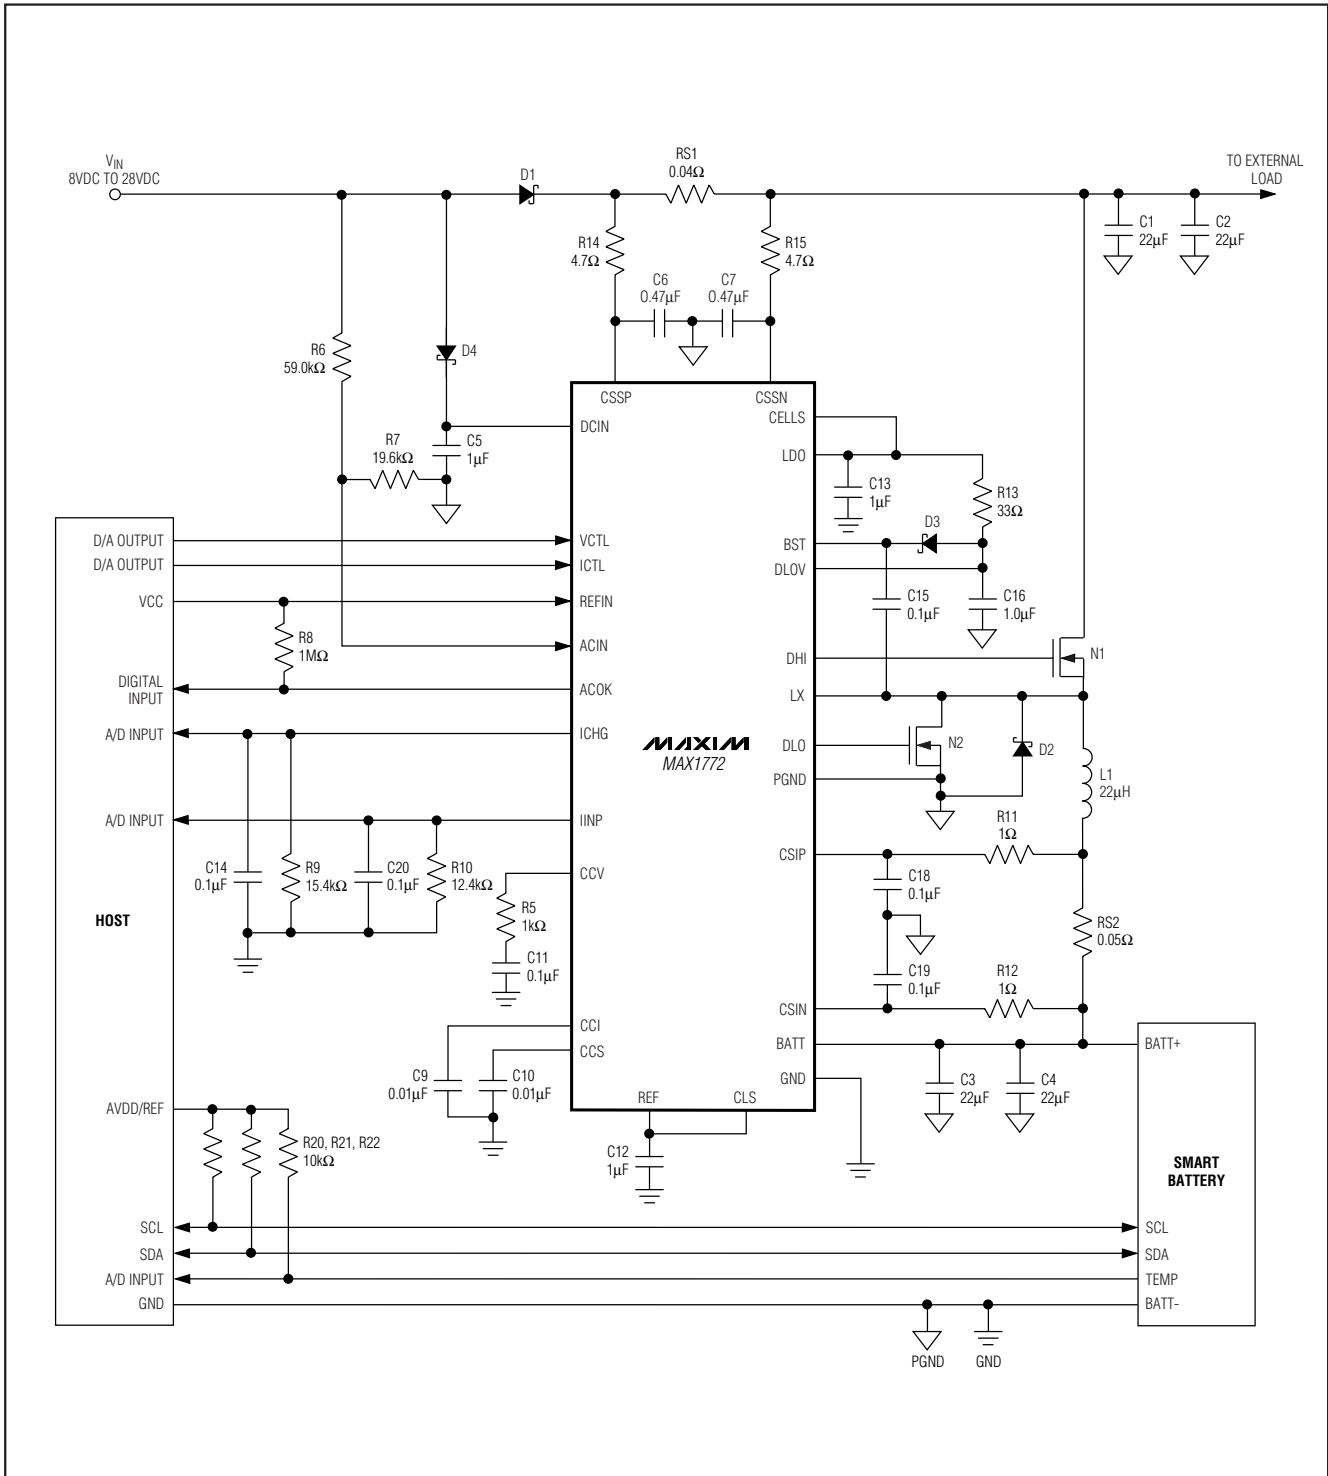 VIN
8VDC TO 28VDC
D1
RS1
0.04Ω
TO EXTERNAL
LOAD
R14
4.7Ω
R15
4.7Ω
C1
22µF
C2
22µF
C6
0.47µF
C7
0.47µF
R6
59.0kΩ
D4
CSSP
CSSN
CELLS
DCIN
R7
19.6kΩ
C5
1µF
LDO
C13
1µF
R13
33Ω
D3
D/A OUTPUT
VCTL
BST
D/A OUTPUT
ICTL
DLOV
VCC
REFIN
C15
0.1µF
C16
1.0µF
R8
1MΩ
ACIN
DHI
N1
DIGITAL
INPUT
ACOK
LX
A/D INPUT
ICHG
MAXIM
MAX1772
DLO
N2
D2
PGND
L1
22µH
A/D INPUT
IINP
R11
1Ω
CSIP
C14
0.1µF
R9
15.4kΩ
C20
0.1µF
R10
12.4kΩ
CCV
C18
0.1µF
R5
1kΩ
HOST
RS2
0.05Ω
C11
0.1µF
C19
0.1µF
R12
1Ω
CSIN
CCI
BATT
BATT+
CCS
C9
0.01µF
C10
0.01µF
GND
C3
22µF
C4
22µF
REF
CLS
AVDD/REF
R20, R21, R22
10kΩ
C12
1µF
SMART
BATTERY
SCL
SCL
SDA
SDA
A/D INPUT
TEMP
GND
BATT-
PGND
GND